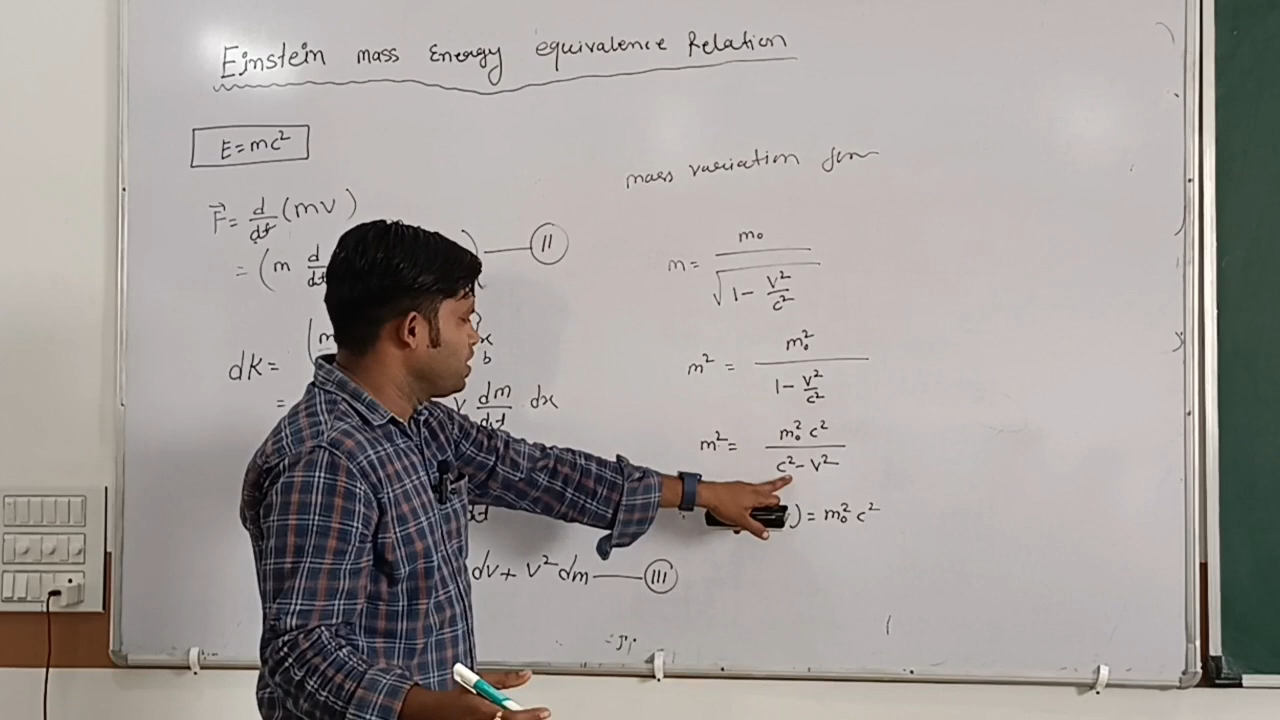 Einstein mass Energy equivalence Relation
E = mc²
F⃗ = d/dt (mv)
= (m d/dt ) — II
dK =
= v dm/dt dx
dv + v² dm — III
mass variation
m = m₀ / √(1 - v²/c²)
m² = m₀² / (1 - v²/c²)
m² = m₀² c² / (c² - v²)
) = m₀² c²